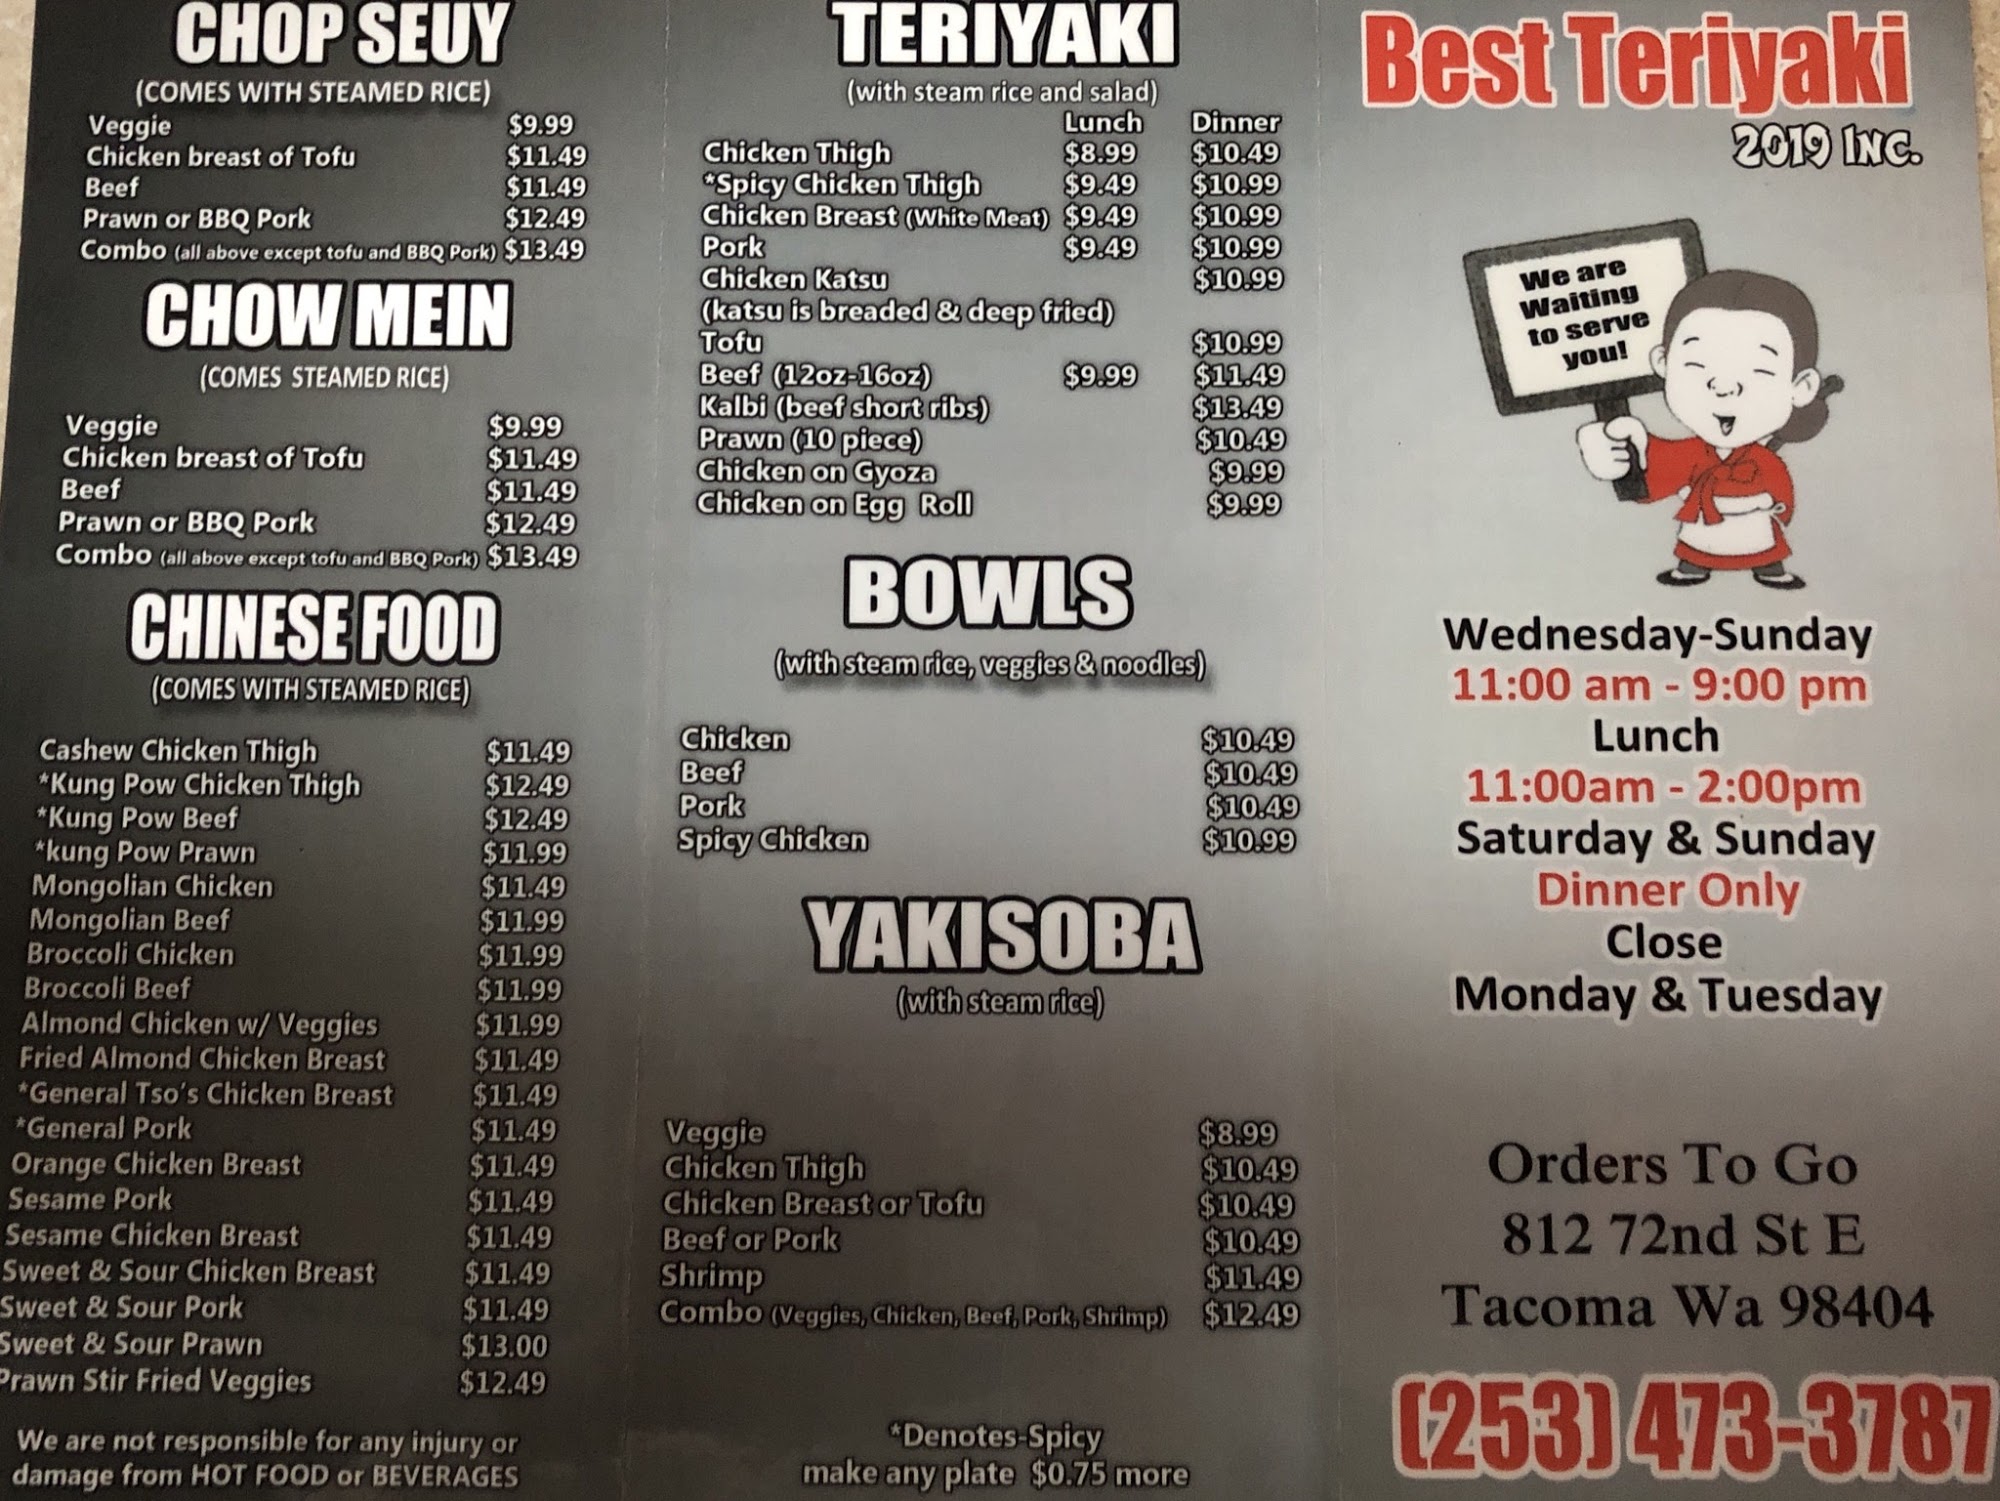 CHOP SEUY
(COMES WITH STEAMED RICE)
Veggie $9.99
Chicken breast of Tofu $11.49
Beef $11.49
Prawn or BBQ Pork $12.49
Combo (all above except tofu and BBQ Pork) $13.49
CHOW MEIN
(COMES STEAMED RICE)
Veggie $9.99
Chicken breast of Tofu $11.49
Beef $11.49
Prawn or BBQ Pork $12.49
Combo (all above except tofu and BBQ Pork) $13.49
CHINESE FOOD
(COMES WITH STEAMED RICE)
Cashew Chicken Thigh $11.49
*Kung Pow Chicken Thigh $12.49
*Kung Pow Beef $12.49
*kung Pow Prawn $11.99
Mongolian Chicken $11.49
Mongolian Beef $11.99
Broccoli Chicken $11.99
Broccoli Beef $11.99
Almond Chicken w/ Veggies $11.99
Fried Almond Chicken Breast $11.49
*General Tso's Chicken Breast $11.49
*General Pork $11.49
Orange Chicken Breast $11.49
Sesame Pork $11.49
Sesame Chicken Breast $11.49
Sweet & Sour Chicken Breast $11.49
Sweet & Sour Pork $11.49
Sweet & Sour Prawn $13.00
Prawn Stir Fried Veggies $12.49
We are not responsible for any injury or
damage from HOT FOOD or BEVERAGES
TERIYAKI
(with steam rice and salad)
Lunch Dinner
Chicken Thigh $8.99 $10.49
*Spicy Chicken Thigh $9.49 $10.99
Chicken Breast (White Meat) $9.49 $10.99
Pork $9.49 $10.99
Chicken Katsu $10.99
(katsu is breaded & deep fried)
Tofu $10.99
Beef (12oz-16oz) $9.99 $11.49
Kalbi (beef short ribs) $13.49
Prawn (10 piece) $10.49
Chicken on Gyoza $9.99
Chicken on Egg Roll $9.99
BOWLS
(with steam rice, veggies & noodles)
Chicken $10.49
Beef $10.49
Pork $10.49
Spicy Chicken $10.99
YAKISOBA
(with steam rice)
Veggie $8.99
Chicken Thigh $10.49
Chicken Breast or Tofu $10.49
Beef or Pork $10.49
Shrimp $11.49
Combo (Veggies, Chicken, Beef, Pork, Shrimp) $12.49
*Denotes-Spicy
make any plate $0.75 more
Best Teriyaki
2019 INC.
We are
Waiting
to serve
you!
Wednesday-Sunday
11:00 am - 9:00 pm
Lunch
11:00am - 2:00pm
Saturday & Sunday
Dinner Only
Close
Monday & Tuesday
Orders To Go
812 72nd St E
Tacoma Wa 98404
(253) 473-3787